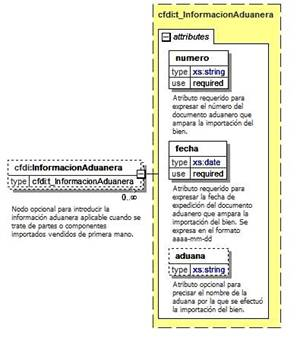 cfdi:t_InformacionAduanera
attributes
numero
type xs:string
use required
Atributo requerido para
expresar el número del
documento aduanero que
ampara la importación del
bien.
fecha
type xs:date
use required
Atributo requerido para
expresar la fecha de
expedición del documento
aduanero que ampara la
importación del bien. Se
expresa en el formato
aaaa-mm-dd
aduana
type xs:string
Atributo opcional para
precisar el nombre de la
aduana por la que se efectuó
la importación del bien.
cfdi:InformacionAduanera
type cfdi:t_InformacionAduanera
0..∞
Nodo opcional para introducir la
información aduanera aplicable cuando se
trate de partes o componentes
importados vendidos de primera mano.